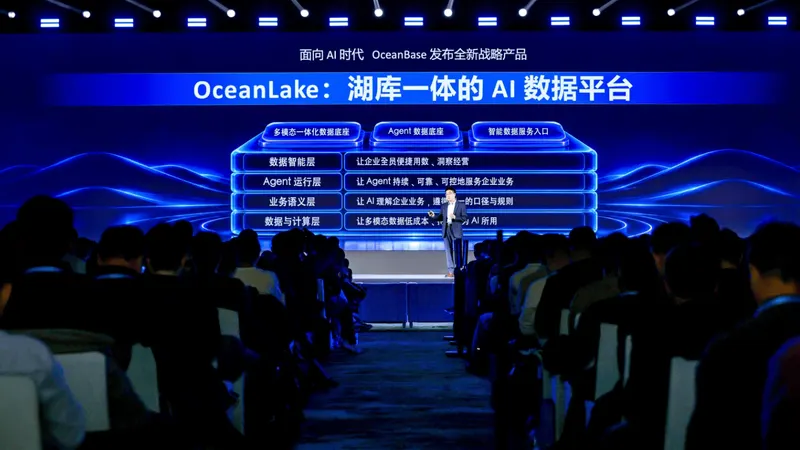 面向 AI 时代 OceanBase 发布全新战略产品
OceanLake：湖库一体的 AI 数据平台
多模态一体化数据底座 Agent 数据底座 智能数据服务入口
数据智能层 让企业全员便捷用数、洞察经营
Agent 运行层 让 Agent 持续、可靠、可控地服务企业业务
业务语义层 让 AI 理解企业业务，遵 一的口径与规则
数据与计算层 让多模态数据低成本、 AI 所用